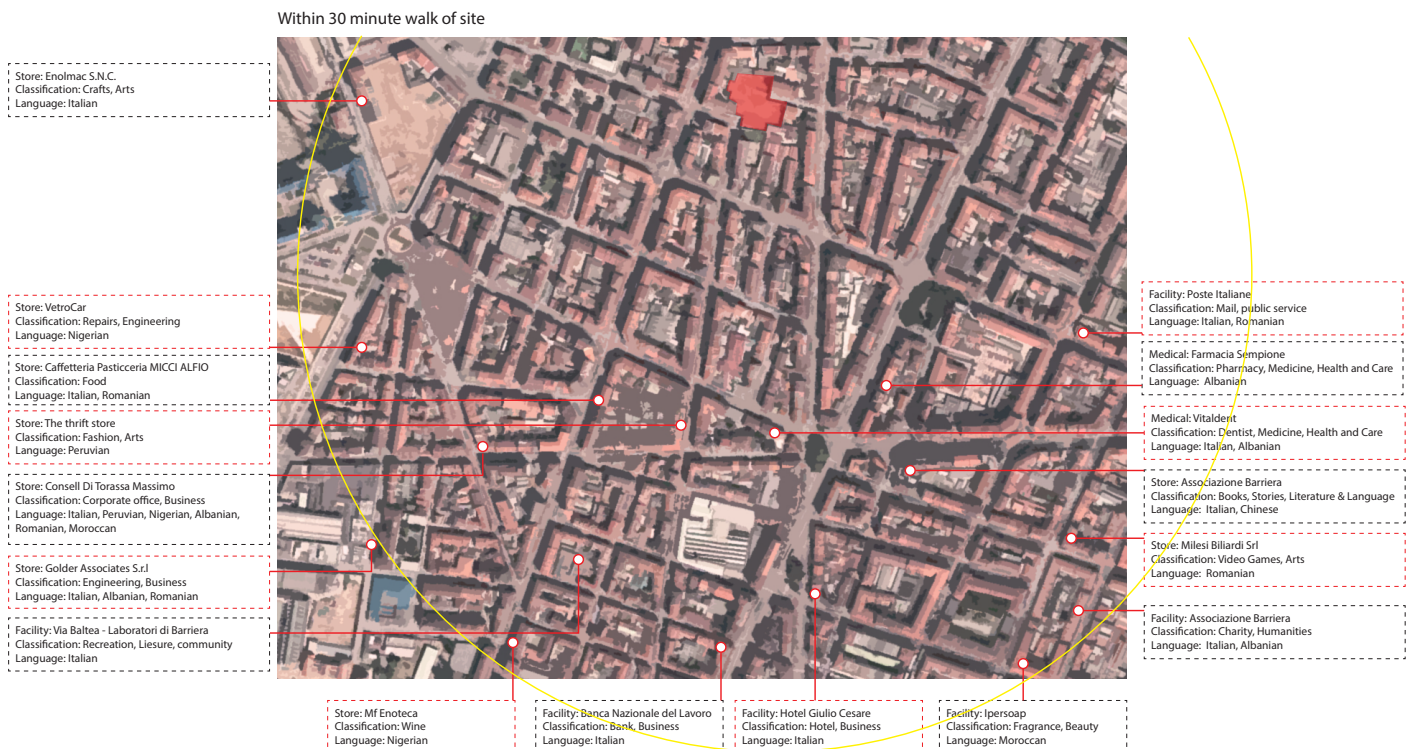 Within 30 minute walk of site
Store: Enolmac S.N.C.
Classification: Crafts, Arts
Language: Italian
Store: VetroCar
Classification: Repairs, Engineering
Language: Nigerian
Store: Caffetteria Pasticceria MICCI ALFIO
Classification: Food
Language: Italian, Romanian
Store: The thrift store
Classification: Fashion, Arts
Language: Peruvian
Store: Consell Di Torassa Massimo
Classification: Corporate office, Business
Language: Italian, Peruvian, Nigerian, Albanian,
Romanian, Moroccan
Store: Golder Associates S.r.l
Classification: Engineering, Business
Language: Italian, Albanian, Romanian
Facility: Via Baltea - Laboratori di Barriera
Classification: Recreation, Liesure, community
Language: Italian
Store: Mf Enoteca
Classification: Wine
Language: Nigerian
Facility: Banca Nazionale del Lavoro
Classification: Bank, Business
Language: Italian
Facility: Hotel Giulio Cesare
Classification: Hotel, Business
Language: Italian
Facility: Ipersoap
Classification: Fragrance, Beauty
Language: Moroccan
Facility: Poste Italiane
Classification: Mail, public service
Language: Italian, Romanian
Medical: Farmacia Sempione
Classification: Pharmacy, Medicine, Health and Care
Language: Albanian
Medical: Vitaldent
Classification: Dentist, Medicine, Health and Care
Language: Italian, Albanian
Store: Associazione Barriera
Classification: Books, Stories, Literature & Language
Language: Italian, Chinese
Store: Milesi Biliardi Srl
Classification: Video Games, Arts
Language: Romanian
Facility: Associazione Barriera
Classification: Charity, Humanities
Language: Italian, Albanian